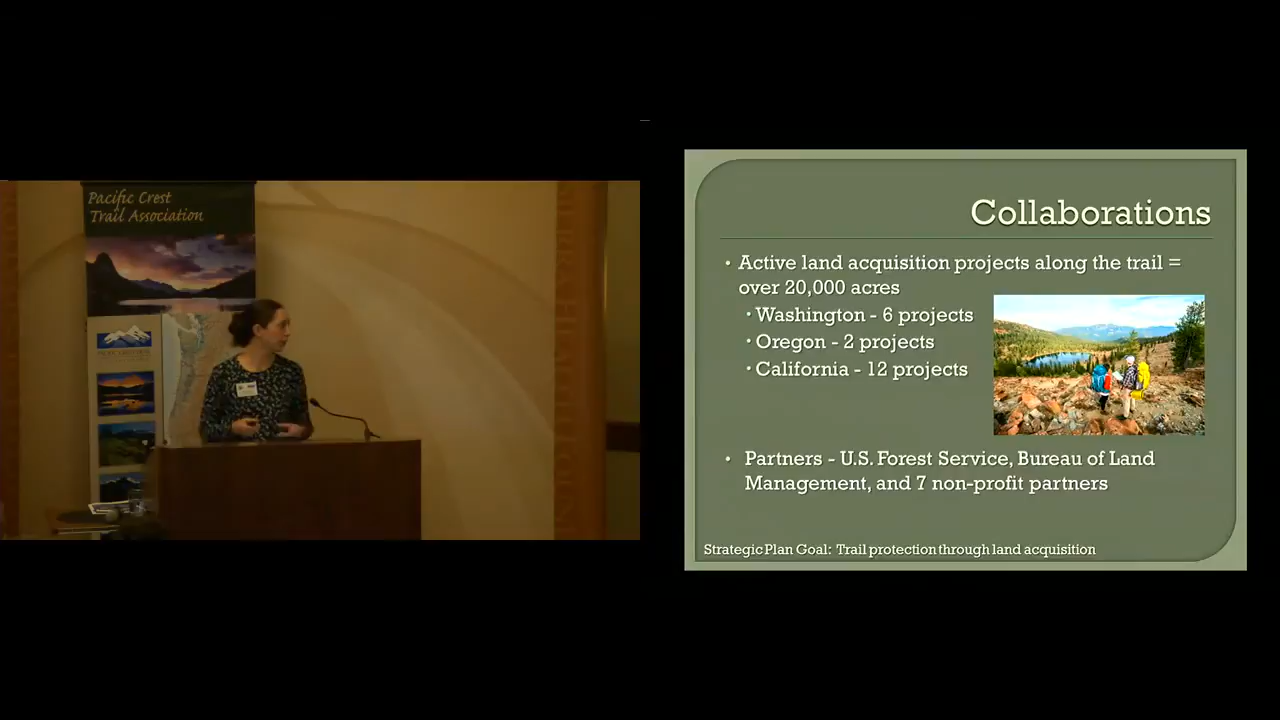 Pacific Crest
Trail Association
Collaborations
• Active land acquisition projects along the trail =
over 20,000 acres
• Washington - 6 projects
• Oregon - 2 projects
• California - 12 projects
• Partners - U.S. Forest Service, Bureau of Land
Management, and 7 non-profit partners
Strategic Plan Goal: Trail protection through land acquisition